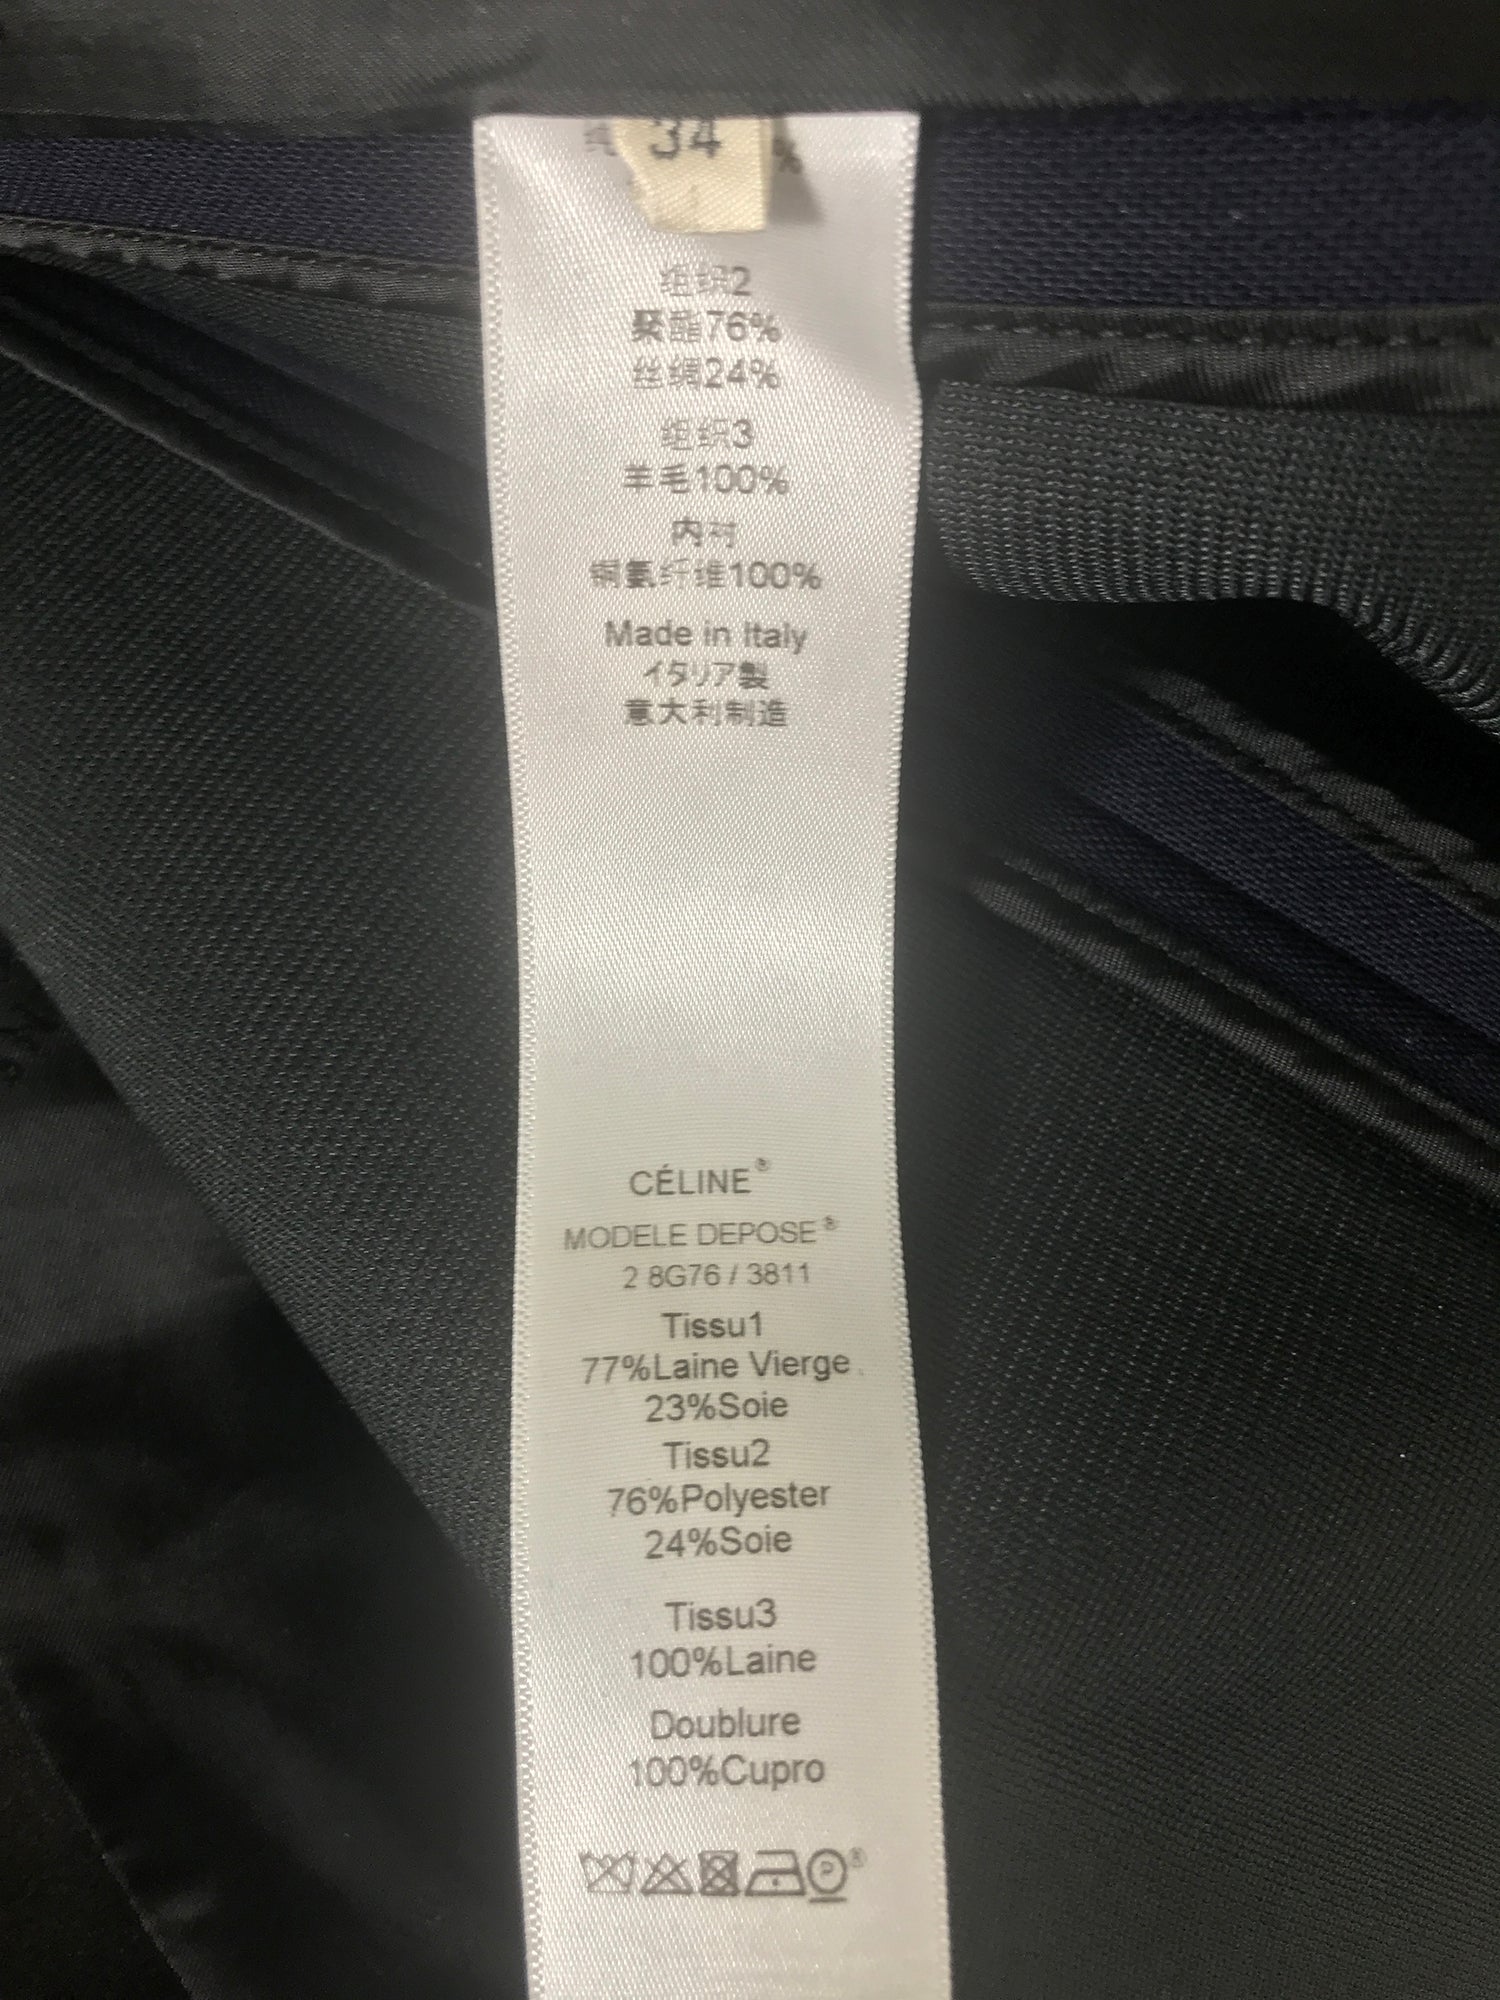 34
%
组织2
聚酯76%
丝绸24%
组织3
羊毛100%
内衬
铜氨纤维100%
Made in Italy
イタリア製
意大利制造
CÉLINE®
MODELE DEPOSE®
2 8G76 / 3811
Tissu1
77%Laine Vierge
23%Soie
Tissu2
76%Polyester
24%Soie
Tissu3
100%Laine
Doublure
100%Cupro
P®